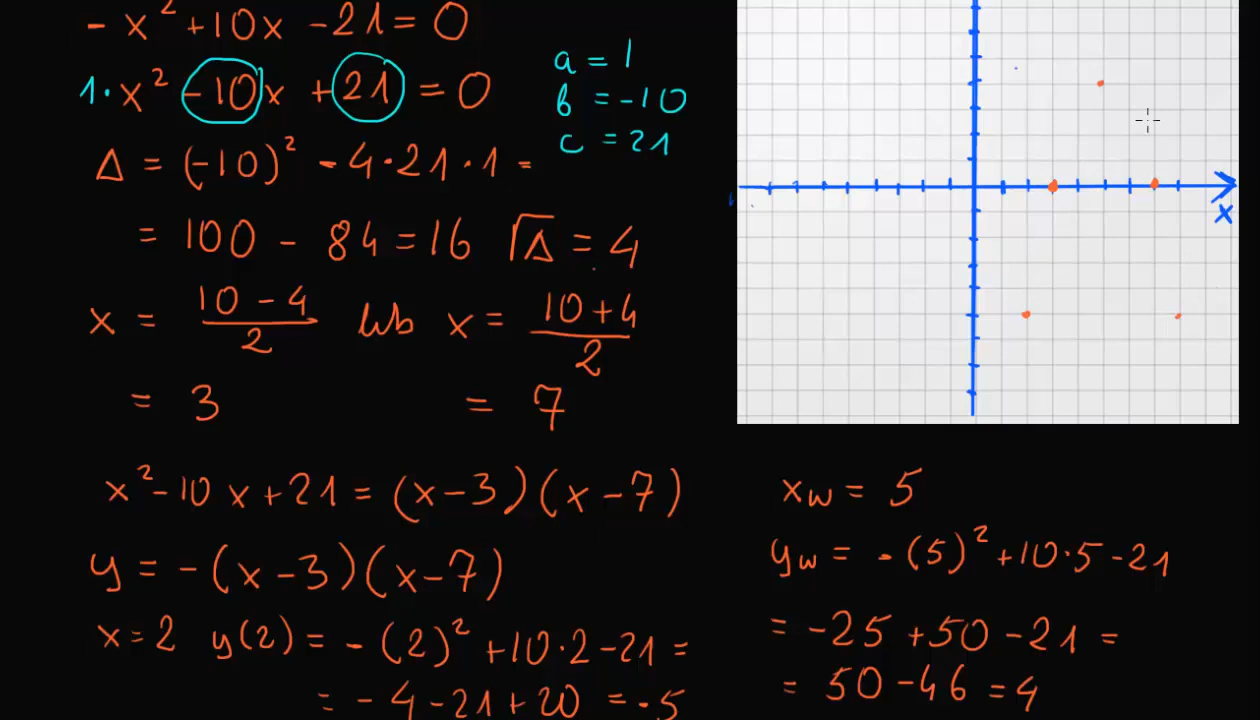 - x² + 10x - 21 = 0
1 · x² - 10x + 21 = 0
a = 1
b = -10
c = 21
Δ = (-10)² - 4 · 21 · 1 =
= 100 - 84 = 16 √Δ = 4
x = (10 - 4)/2 lub x = (10 + 4)/2
= 3 = 7
x² - 10x + 21 = (x - 3)(x - 7)
y = -(x - 3)(x - 7)
x = 2 y(2) = -(2)² + 10 · 2 - 21 =
= -4 - 21 + 20 = -5
x
xw = 5
yw = -(5)² + 10 · 5 - 21
= -25 + 50 - 21 =
= 50 - 46 = 4